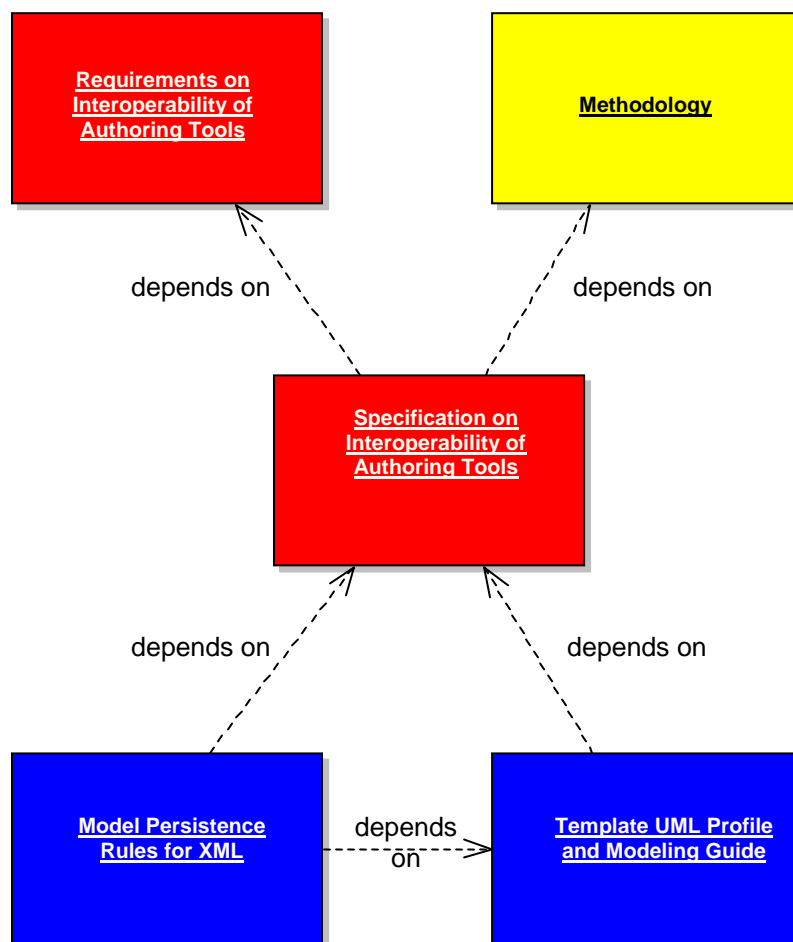 Requirements on
Interoperability of
Authoring Tools
Methodology
depends on
depends on
Specification on
Interoperability of
Authoring Tools
depends on
depends on
Model Persistence
Rules for XML
depends
on
Template UML Profile
and Modeling Guide